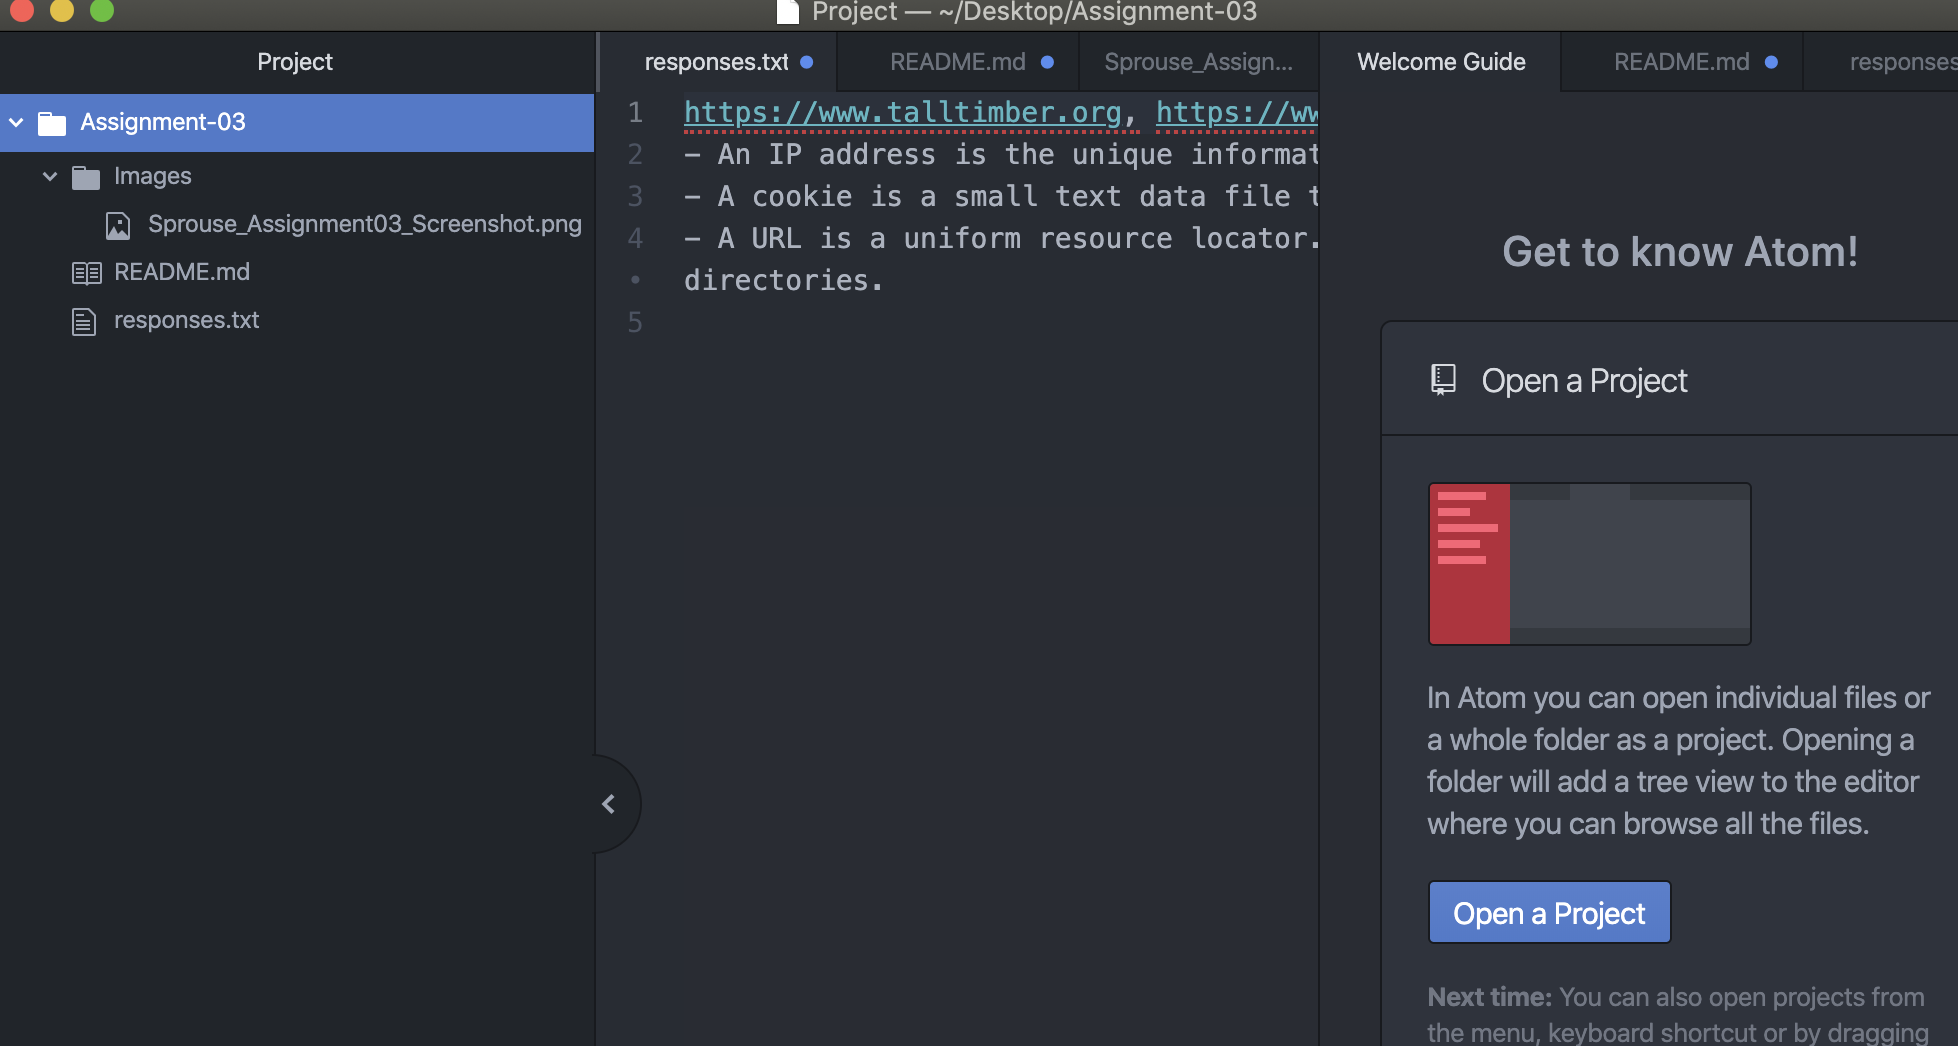 Project — ~/Desktop/Assignment-03
Project
Assignment-03
Images
Sprouse_Assignment03_Screenshot.png
README.md
responses.txt
responses.txt
README.md
Sprouse_Assign...
1 https://www.talltimber.org, https://ww
2 - An IP address is the unique informat
3 - A cookie is a small text data file t
4 - A URL is a uniform resource locator.
• directories.
5
Welcome Guide
README.md
responses
Get to know Atom!
Open a Project
In Atom you can open individual files or
a whole folder as a project. Opening a
folder will add a tree view to the editor
where you can browse all the files.
Open a Project
Next time: You can also open projects from
the menu, keyboard shortcut or by dragging